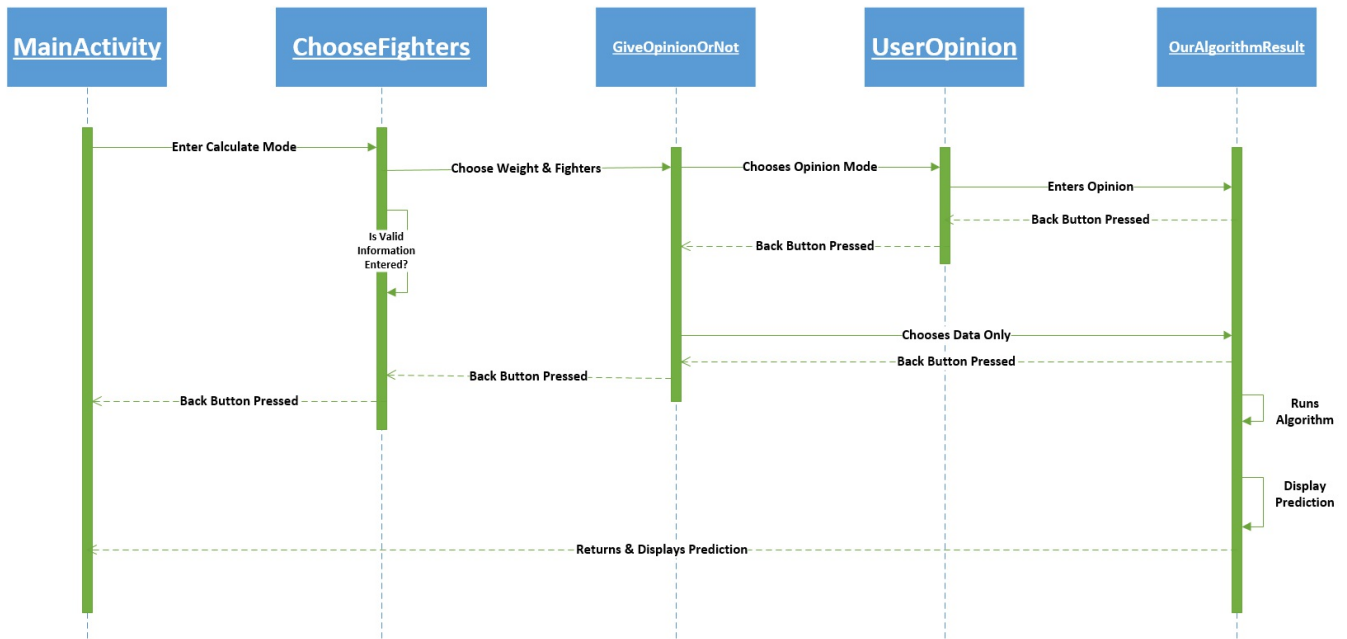 MainActivity
ChooseFighters
GiveOpinionOrNot
UserOpinion
OurAlgorithmResult
Enter Calculate Mode
Choose Weight & Fighters
Chooses Opinion Mode
Enters Opinion
Back Button Pressed
Is Valid
Information
Entered?
Back Button Pressed
Chooses Data Only
Back Button Pressed
Back Button Pressed
Back Button Pressed
Runs
Algorithm
Display
Prediction
Returns & Displays Prediction